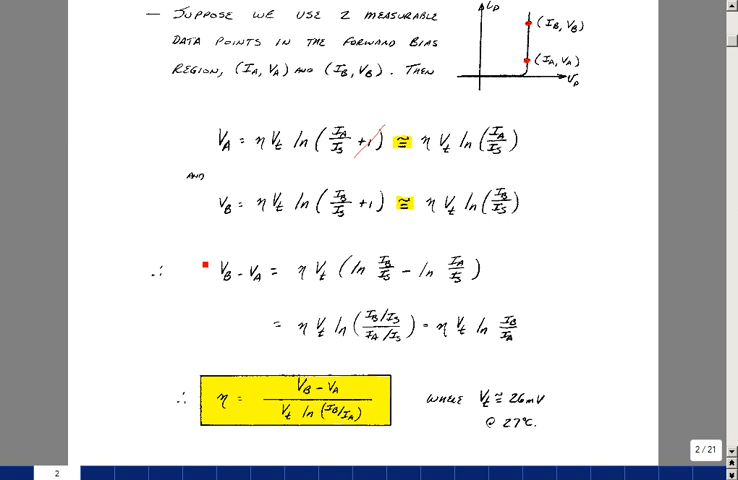 — SUPPOSE WE USE 2 MEASURABLE
DATA POINTS IN THE FORWARD BIAS
REGION, (I_A, V_A) AND (I_B, V_B). THEN
i_D
(I_B, V_B)
(I_A, V_A)
v_D
V_A = η V_t ln(I_A/I_S + 1) ≅ η V_t ln(I_A/I_S)
AND
V_B = η V_t ln(I_B/I_S + 1) ≅ η V_t ln(I_B/I_S)
∴ V_B - V_A = η V_t (ln I_B/I_S - ln I_A/I_S)
= η V_t ln((I_B/I_S)/(I_A/I_S)) = η V_t ln I_B/I_A
∴ η = (V_B - V_A)/(V_t ln(I_B/I_A)) WHERE V_t ≅ 26mV
@ 27°C.
2 / 21
2